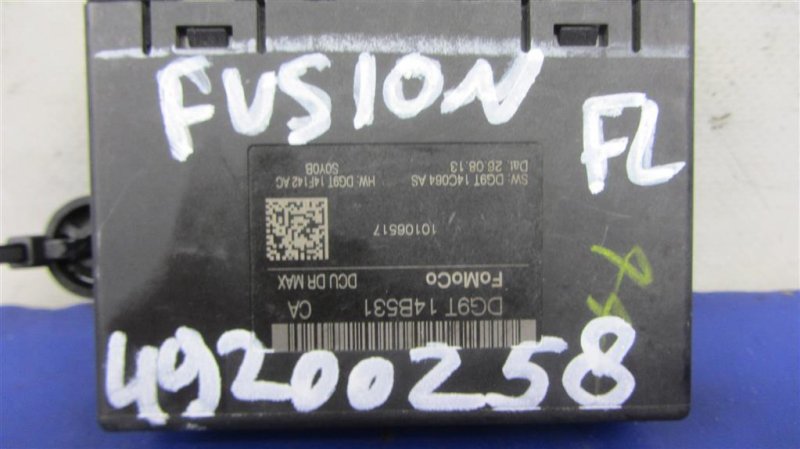 FUSION
FL
DG9T 14B531 CA
FoMoCo DCU DR MAX
10106517
SW: DG9T 14C064 AS HW: DG9T 14F142 AC
Dat. 28.08.13 S0Y0B
49200258